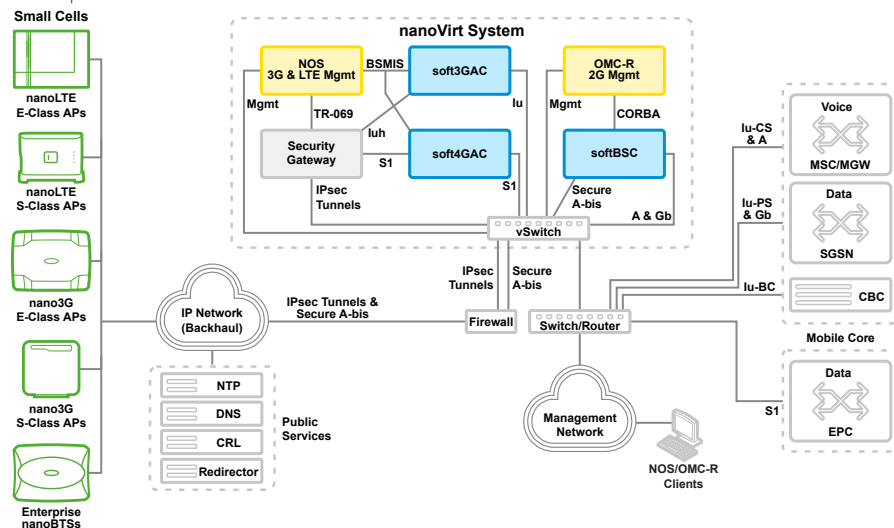 Small Cells
nanoLTE
E-Class APs
nanoLTE
S-Class APs
nano3G
E-Class APs
nano3G
S-Class APs
Enterprise
nanoBTSs
IP Network
(Backhaul)
NTP
DNS
CRL
Redirector
Public
Services
IPsec Tunnels &
Secure A-bis
nanoVirt System
NOS
3G & LTE Mgmt
BSMIS
soft3GAC
OMC-R
2G Mgmt
Mgmt
TR-069
Iuh
Iu
Mgmt
CORBA
Security
Gateway
S1
soft4GAC
softBSC
IPsec
Tunnels
S1
Secure
A-bis
A & Gb
vSwitch
IPsec
Tunnels
Secure
A-bis
Firewall
Switch/Router
Management
Network
NOS/OMC-R
Clients
Iu-CS
& A
Iu-PS
& Gb
Iu-BC
S1
Voice
MSC/MGW
Data
SGSN
CBC
Mobile Core
Data
EPC